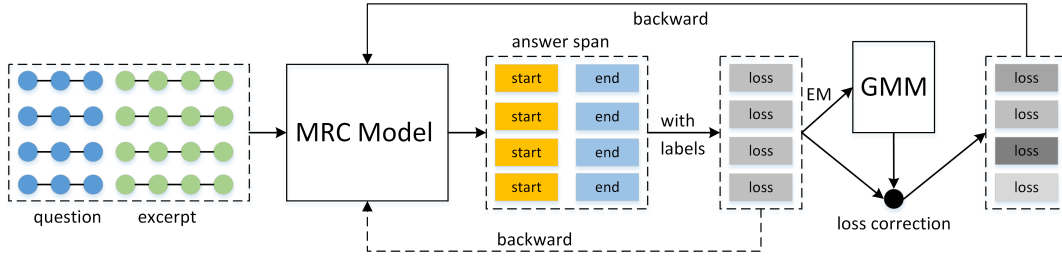 backward
answer span
question
excerpt
MRC Model
start end
start end
start end
start end
with
labels
loss
loss
loss
loss
EM
GMM
loss correction
loss
loss
loss
loss
backward